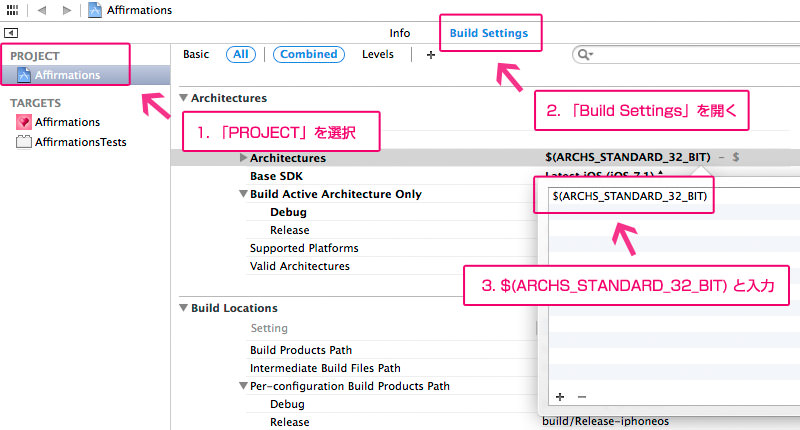 Affirmations
Info
Build Settings
PROJECT
Affirmations
TARGETS
Affirmations
AffirmationsTests
Basic
All
Combined
Levels
+
2. 「Build Settings」を開く
1. 「PROJECT」を選択
Architectures
Architectures
$(ARCHS_STANDARD_32_BIT) – $
Base SDK
Latest iOS (iOS 7.1)
Build Active Architecture Only
$(ARCHS_STANDARD_32_BIT)
Debug
Release
Supported Platforms
Valid Architectures
3. $(ARCHS_STANDARD_32_BIT) と入力
Build Locations
Setting
Build Products Path
Intermediate Build Files Path
Per-configuration Build Products Path
Debug
+ −
Release
build/Release-iphoneos